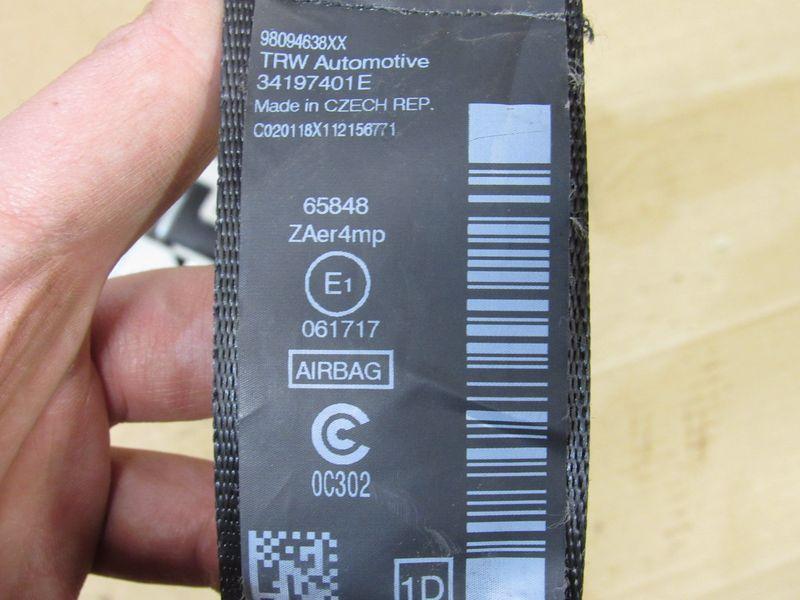 98094638XX
TRW Automotive
34197401E
Made in CZECH REP.
C020118X112156771
65848
ZAer4mp
E1
061717
AIRBAG
0C302
1D